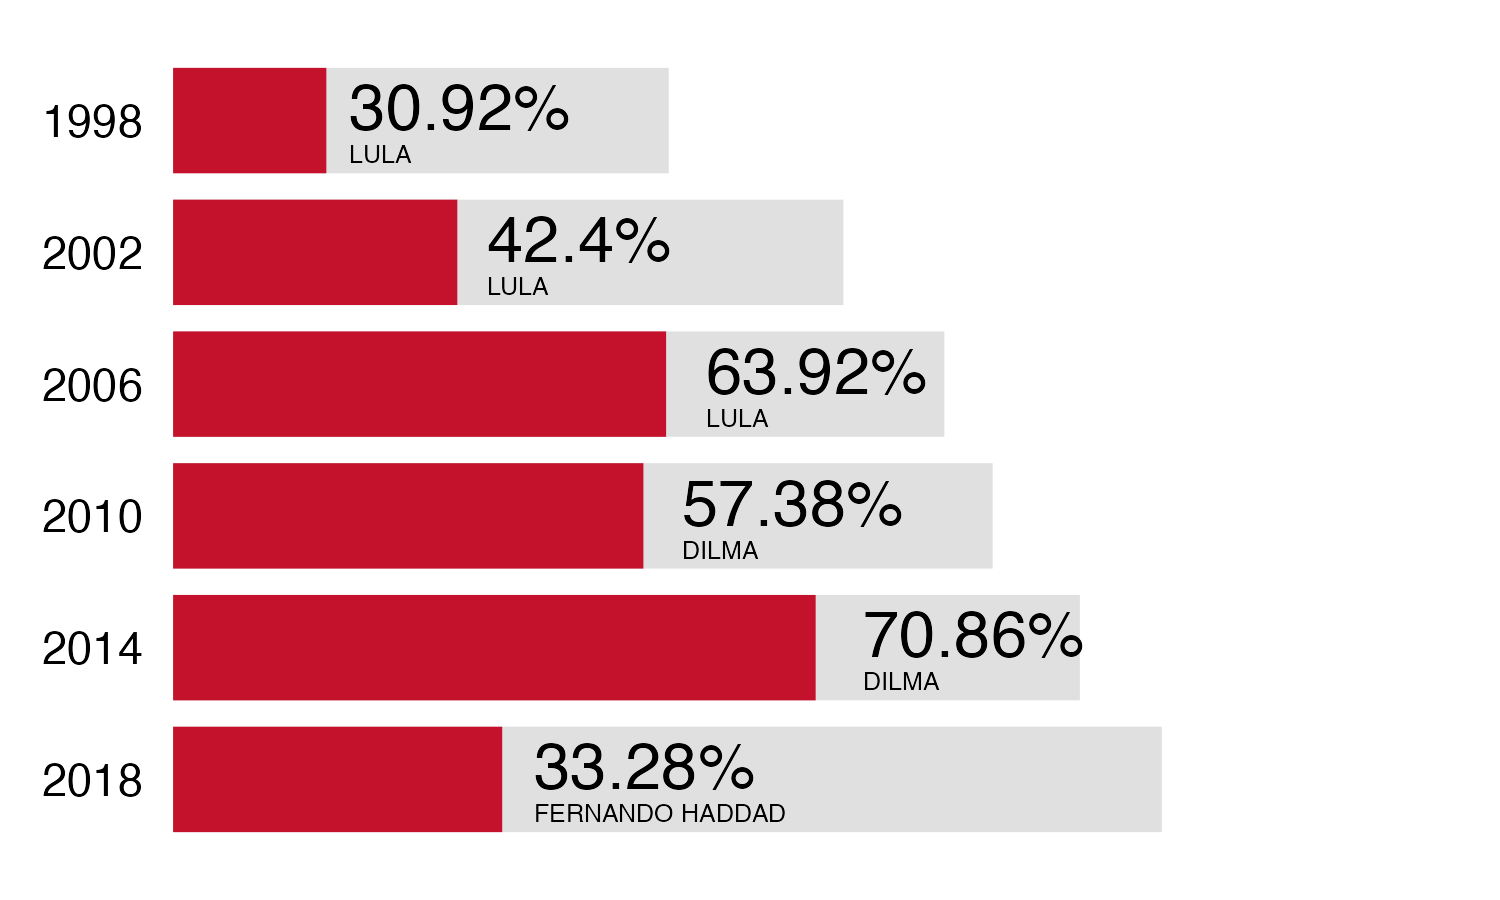 1998
30.92%
LULA
2002
42.4%
LULA
2006
63.92%
LULA
2010
57.38%
DILMA
2014
70.86%
DILMA
2018
33.28%
FERNANDO HADDAD